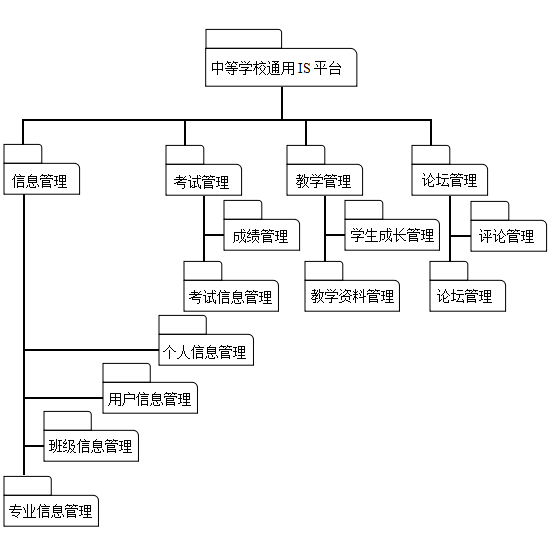 中等学校通用IS平台
信息管理
考试管理
教学管理
论坛管理
成绩管理
学生成长管理
评论管理
考试信息管理
教学资料管理
论坛管理
个人信息管理
用户信息管理
班级信息管理
专业信息管理